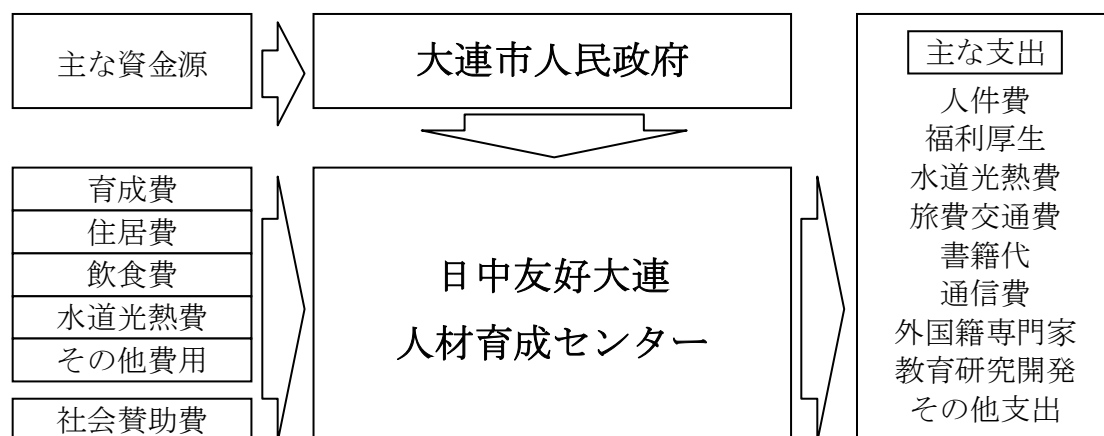 主な資金源
大連市人民政府
育成費
住居費
飲食費
水道光熱費
その他費用
社会賛助費
日中友好大連
人材育成センター
主な支出
人件費
福利厚生
水道光熱費
旅費交通費
書籍代
通信費
外国籍専門家
教育研究開発
その他支出